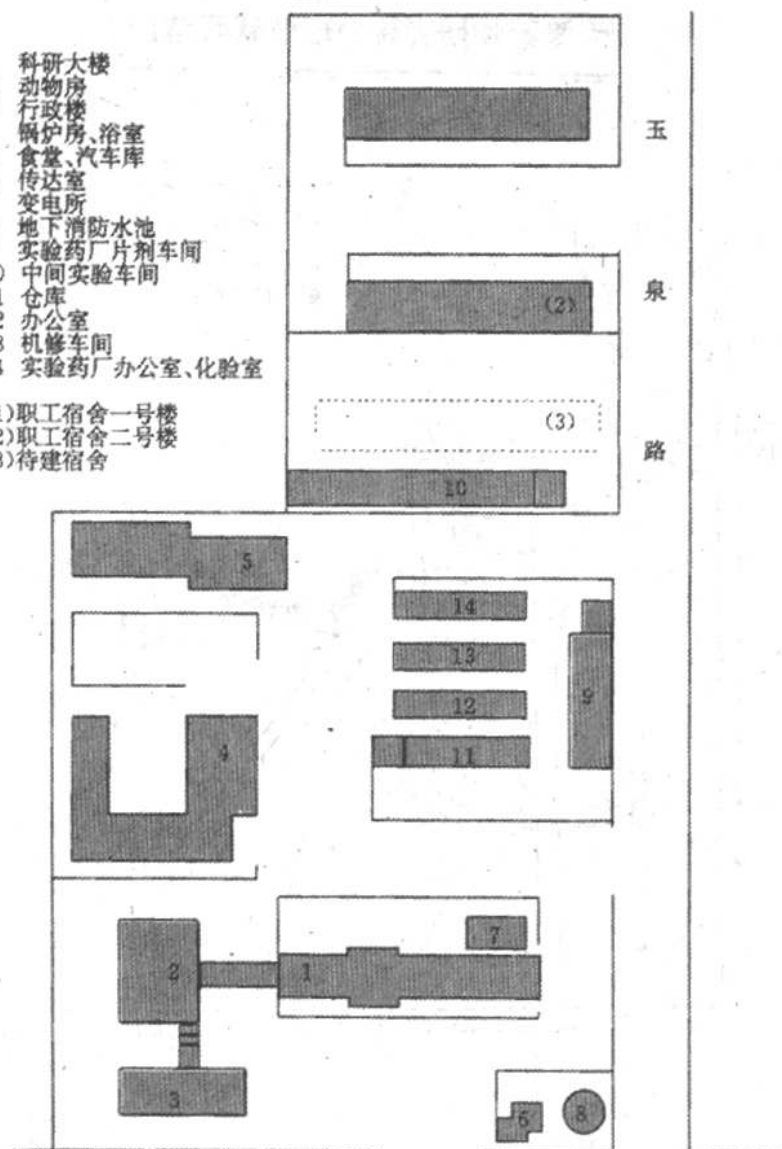 科研大楼
动物房
行政楼
锅炉房、浴室
食堂、汽车库
传达室
变电所
地下消防水池
实验药厂片剂车间
) 中间实验车间
仓库
2 办公室
3 机修车间
实验药厂办公室、化验室
)职工宿舍一号楼
2)职工宿舍二号楼
3)待建宿舍
玉
(2)
泉
(3)
路
10
5
14
13
9
12
4
11
7
2
1
3
6
8